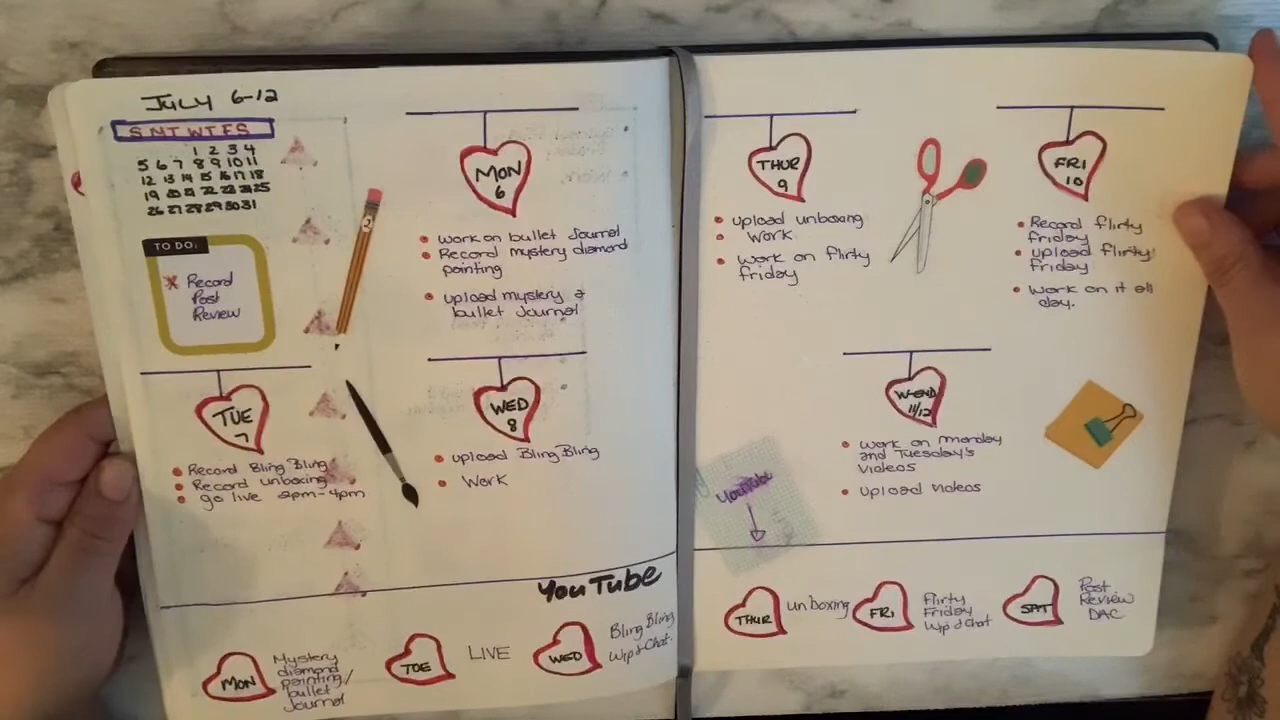 JULY 6-12
S M T W T F S
1 2 3 4
5 6 7 8 9 10 11
12 13 14 15 16 17 18
19 20 21 22 23 24 25
26 27 28 29 30 31
TO DO:
Record
Post
Review
2
MON
6
Work on bullet Journal
Record mystery diamond
painting
upload mystery &
bullet Journal
TUE
7
Record Bling Bling
Record unboxing
go live 2pm-4pm
WED
8
upload Bling Bling
Work
YouTube
MON
Mystery
diamond
painting/
bullet
Journal
TUE
LIVE
WED
Bling Bling
Wip & Chat
THUR
9
upload unboxing
Work
Work on flirty
friday
FRI
10
Record flirty
friday
upload flirty
friday
Work on it all
day.
W-END
11/12
Work on Monday
and Tuesday's
videos
upload videos
YouTube
THUR
unboxing
FRI
Flirty
Friday
Wip & Chat
SAT
Post
Review
DAC